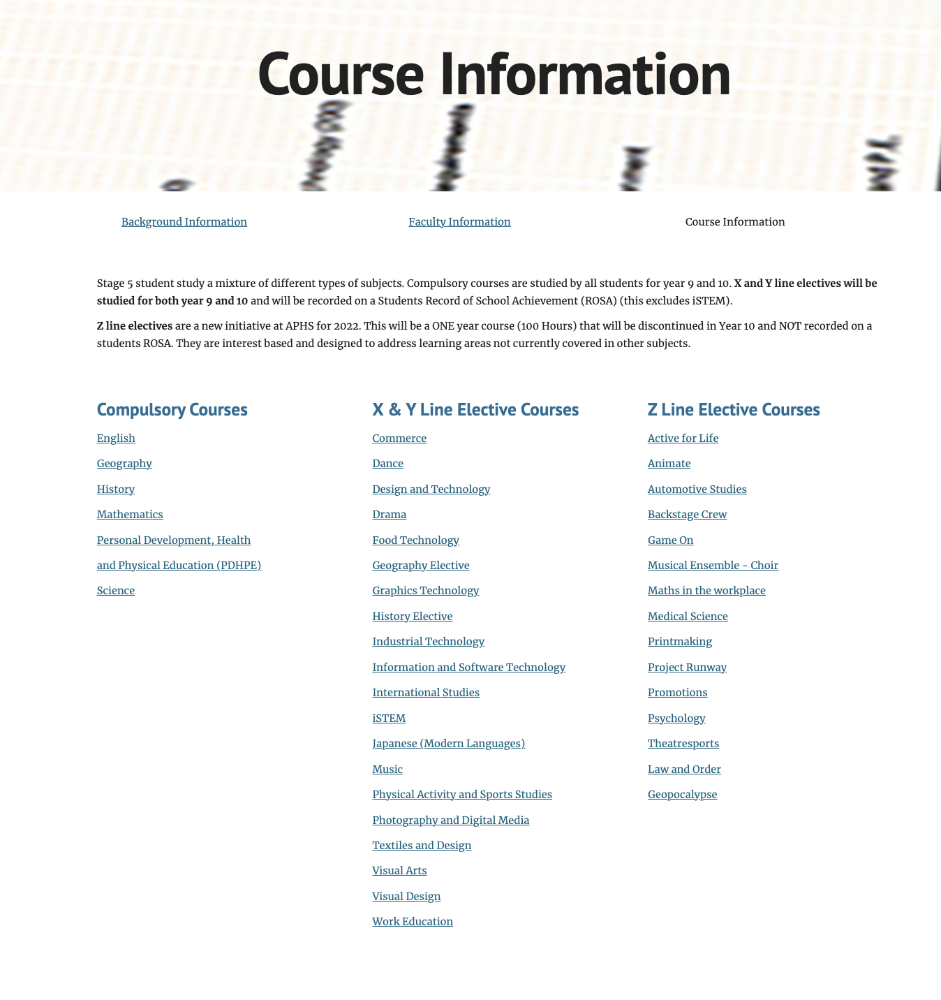 Course Information
Background Information
Faculty Information
Course Information
Stage 5 student study a mixture of different types of subjects. Compulsory courses are studied by all students for year 9 and 10. X and Y line electives will be
studied for both year 9 and 10 and will be recorded on a Students Record of School Achievement (ROSA) (this excludes iSTEM).
Z line electives are a new initiative at APHS for 2022. This will be a ONE year course (100 Hours) that will be discontinued in Year 10 and NOT recorded on a
students ROSA. They are interest based and designed to address learning areas not currently covered in other subjects.
Compulsory Courses
English
Geography
History
Mathematics
Personal Development, Health
and Physical Education (PDHPE)
Science
X & Y Line Elective Courses
Commerce
Dance
Design and Technology
Drama
Food Technology
Geography Elective
Graphics Technology
History Elective
Industrial Technology
Information and Software Technology
International Studies
iSTEM
Japanese (Modern Languages)
Music
Physical Activity and Sports Studies
Photography and Digital Media
Textiles and Design
Visual Arts
Visual Design
Work Education
Z Line Elective Courses
Active for Life
Animate
Automotive Studies
Backstage Crew
Game On
Musical Ensemble - Choir
Maths in the workplace
Medical Science
Printmaking
Project Runway
Promotions
Psychology
Theatresports
Law and Order
Geopocalypse